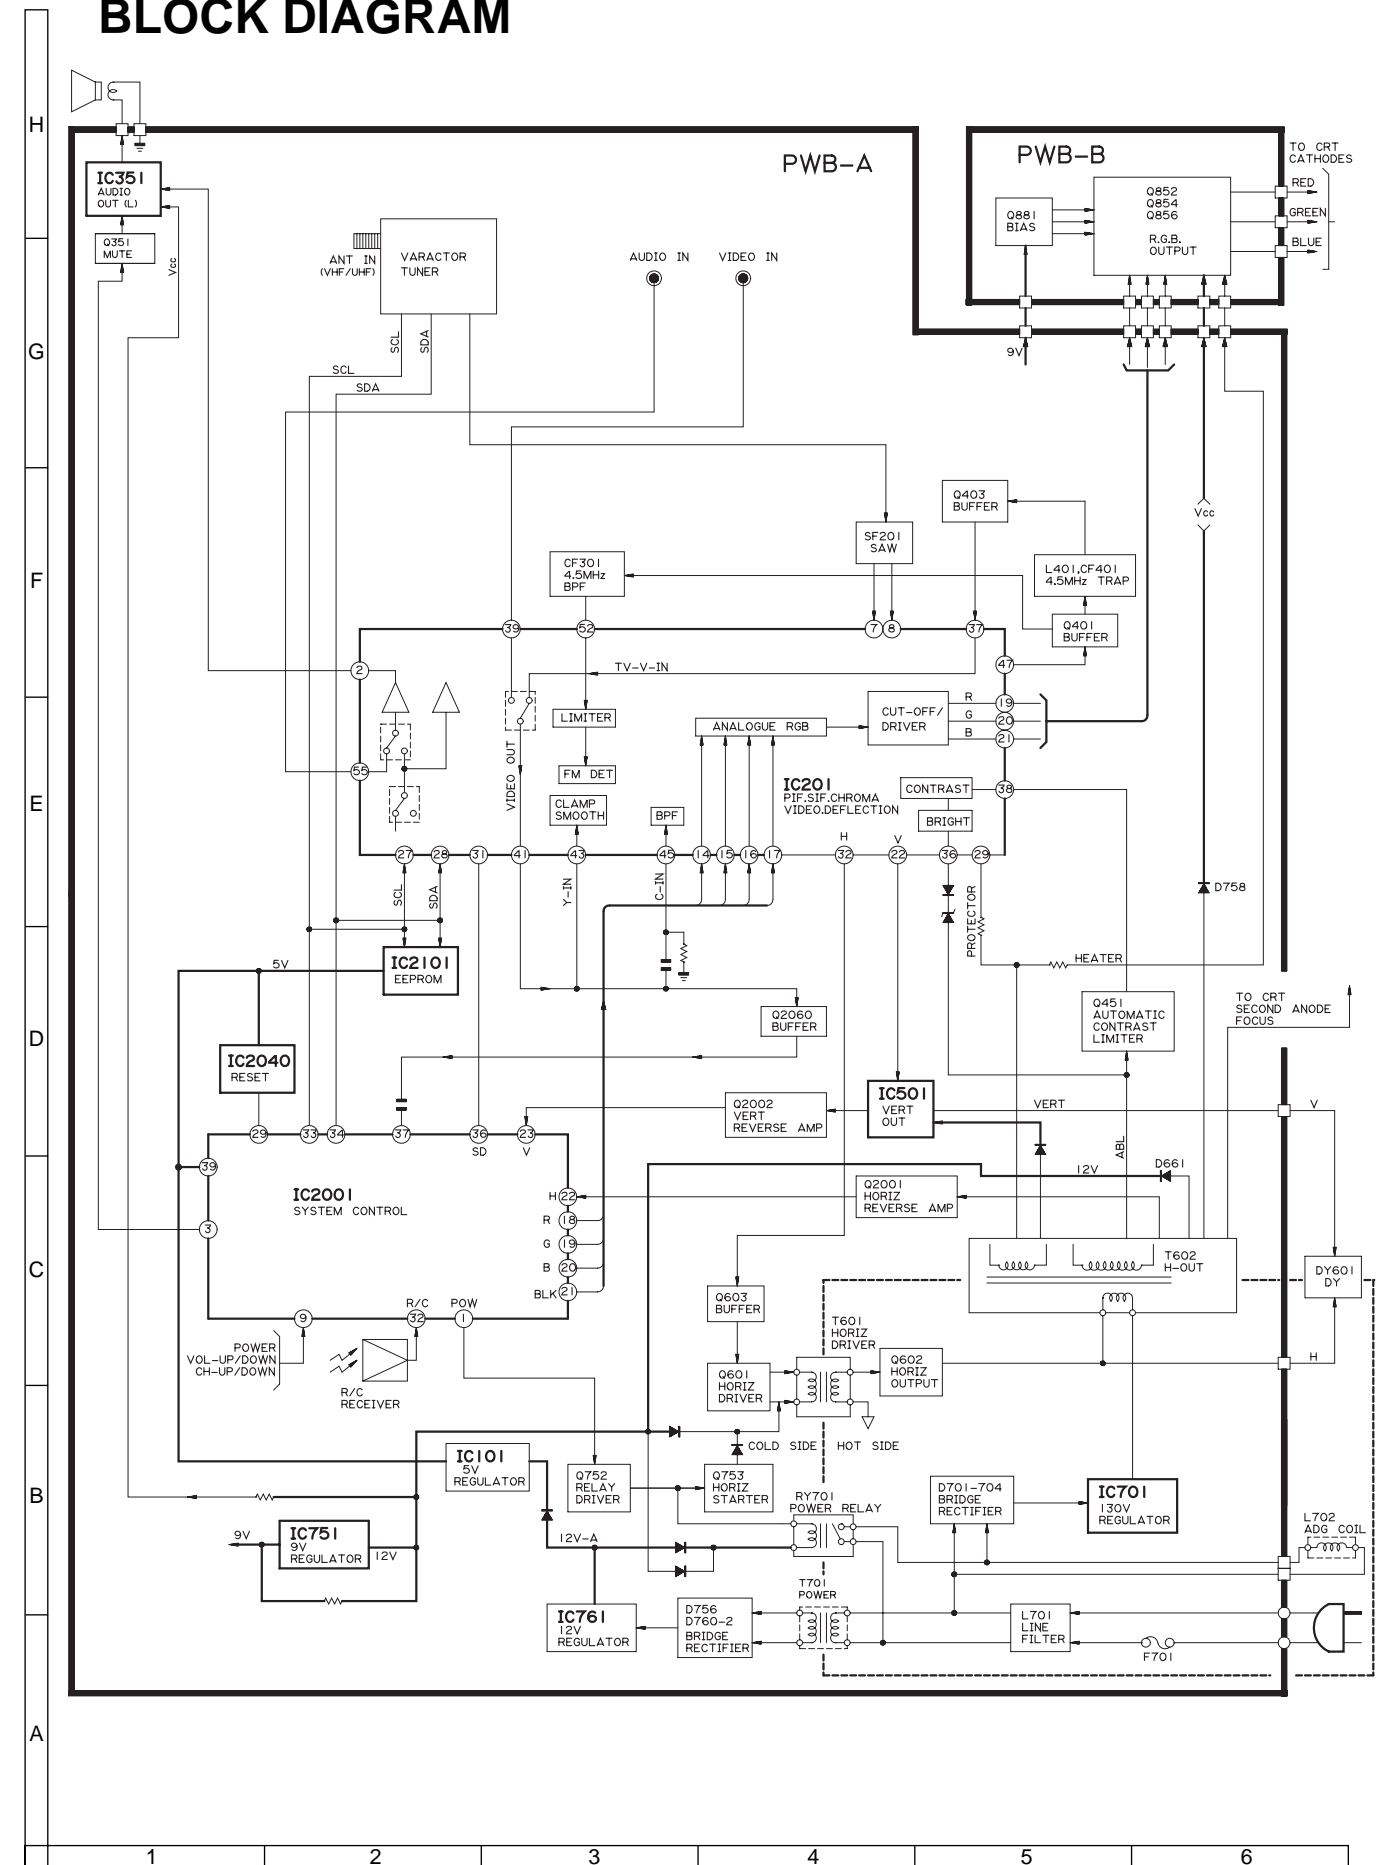 BLOCK DIAGRAM
H
G
F
E
D
C
B
A
1
2
3
4
5
6
PWB-A
PWB-B
TO CRT
CATHODES
RED
GREEN
BLUE
Q881
BIAS
Q852
Q854
Q856
R.G.B.
OUTPUT
9V
IC351
AUDIO
OUT (L)
Q351
MUTE
Vcc
ANT IN
(VHF/UHF)
VARACTOR
TUNER
SCL
SDA
SCL
SDA
AUDIO IN
VIDEO IN
Q403
BUFFER
Vcc
SF201
SAW
CF301
4.5MHz
BPF
L401,CF401
4.5MHz TRAP
Q401
BUFFER
39
52
7
8
37
2
47
TV-V-IN
LIMITER
FM DET
VIDEO OUT
ANALOGUE RGB
CUT-OFF/
DRIVER
R
G
B
19
20
21
55
IC201
PIF.SIF.CHROMA
VIDEO.DEFLECTION
CONTRAST
38
BRIGHT
CLAMP
SMOOTH
BPF
H
V
27
28
31
41
43
45
14
15
16
17
32
22
36
29
SCL
SDA
Y-IN
C-IN
PROTECTOR
D758
IC2101
EEPROM
5V
HEATER
Q2060
BUFFER
Q451
AUTOMATIC
CONTRAST
LIMITER
TO CRT
SECOND ANODE
FOCUS
IC2040
RESET
Q2002
VERT
REVERSE AMP
IC501
VERT
OUT
VERT
V
29
33
34
37
36
23
SD
V
39
3
ABL
12V
D661
IC2001
SYSTEM CONTROL
H
22
R
18
G
19
B
20
BLK
21
Q2001
HORIZ
REVERSE AMP
T602
H-OUT
DY601
DY
R/C
POW
9
32
1
POWER
VOL-UP/DOWN
CH-UP/DOWN
R/C
RECEIVER
Q603
BUFFER
T601
HORIZ
DRIVER
Q601
HORIZ
DRIVER
Q602
HORIZ
OUTPUT
H
COLD SIDE
HOT SIDE
IC101
5V
REGULATOR
Q752
RELAY
DRIVER
Q753
HORIZ
STARTER
RY701
POWER RELAY
D701-704
BRIDGE
RECTIFIER
IC701
130V
REGULATOR
L702
ADG COIL
9V
IC751
9V
REGULATOR
12V
12V-A
IC761
12V
REGULATOR
D756
D760-2
BRIDGE
RECTIFIER
T701
POWER
L701
LINE
FILTER
F701